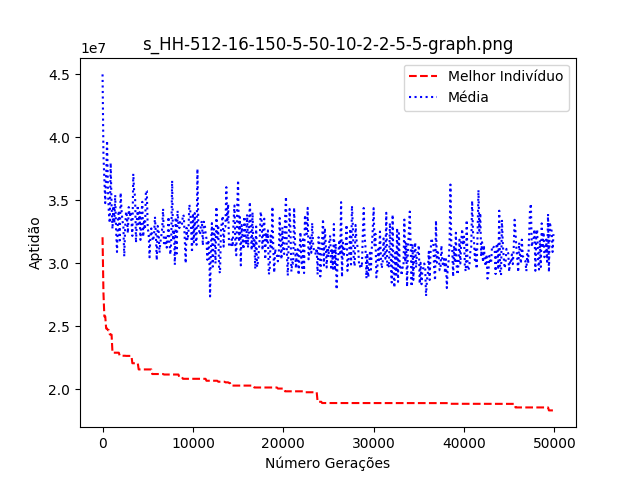 s_HH-512-16-150-5-50-10-2-2-5-5-graph.png
1e7
Melhor Indivíduo
Média
4.5
4.0
3.5
3.0
2.5
2.0
Aptidão
0
10000
20000
30000
40000
50000
Número Gerações